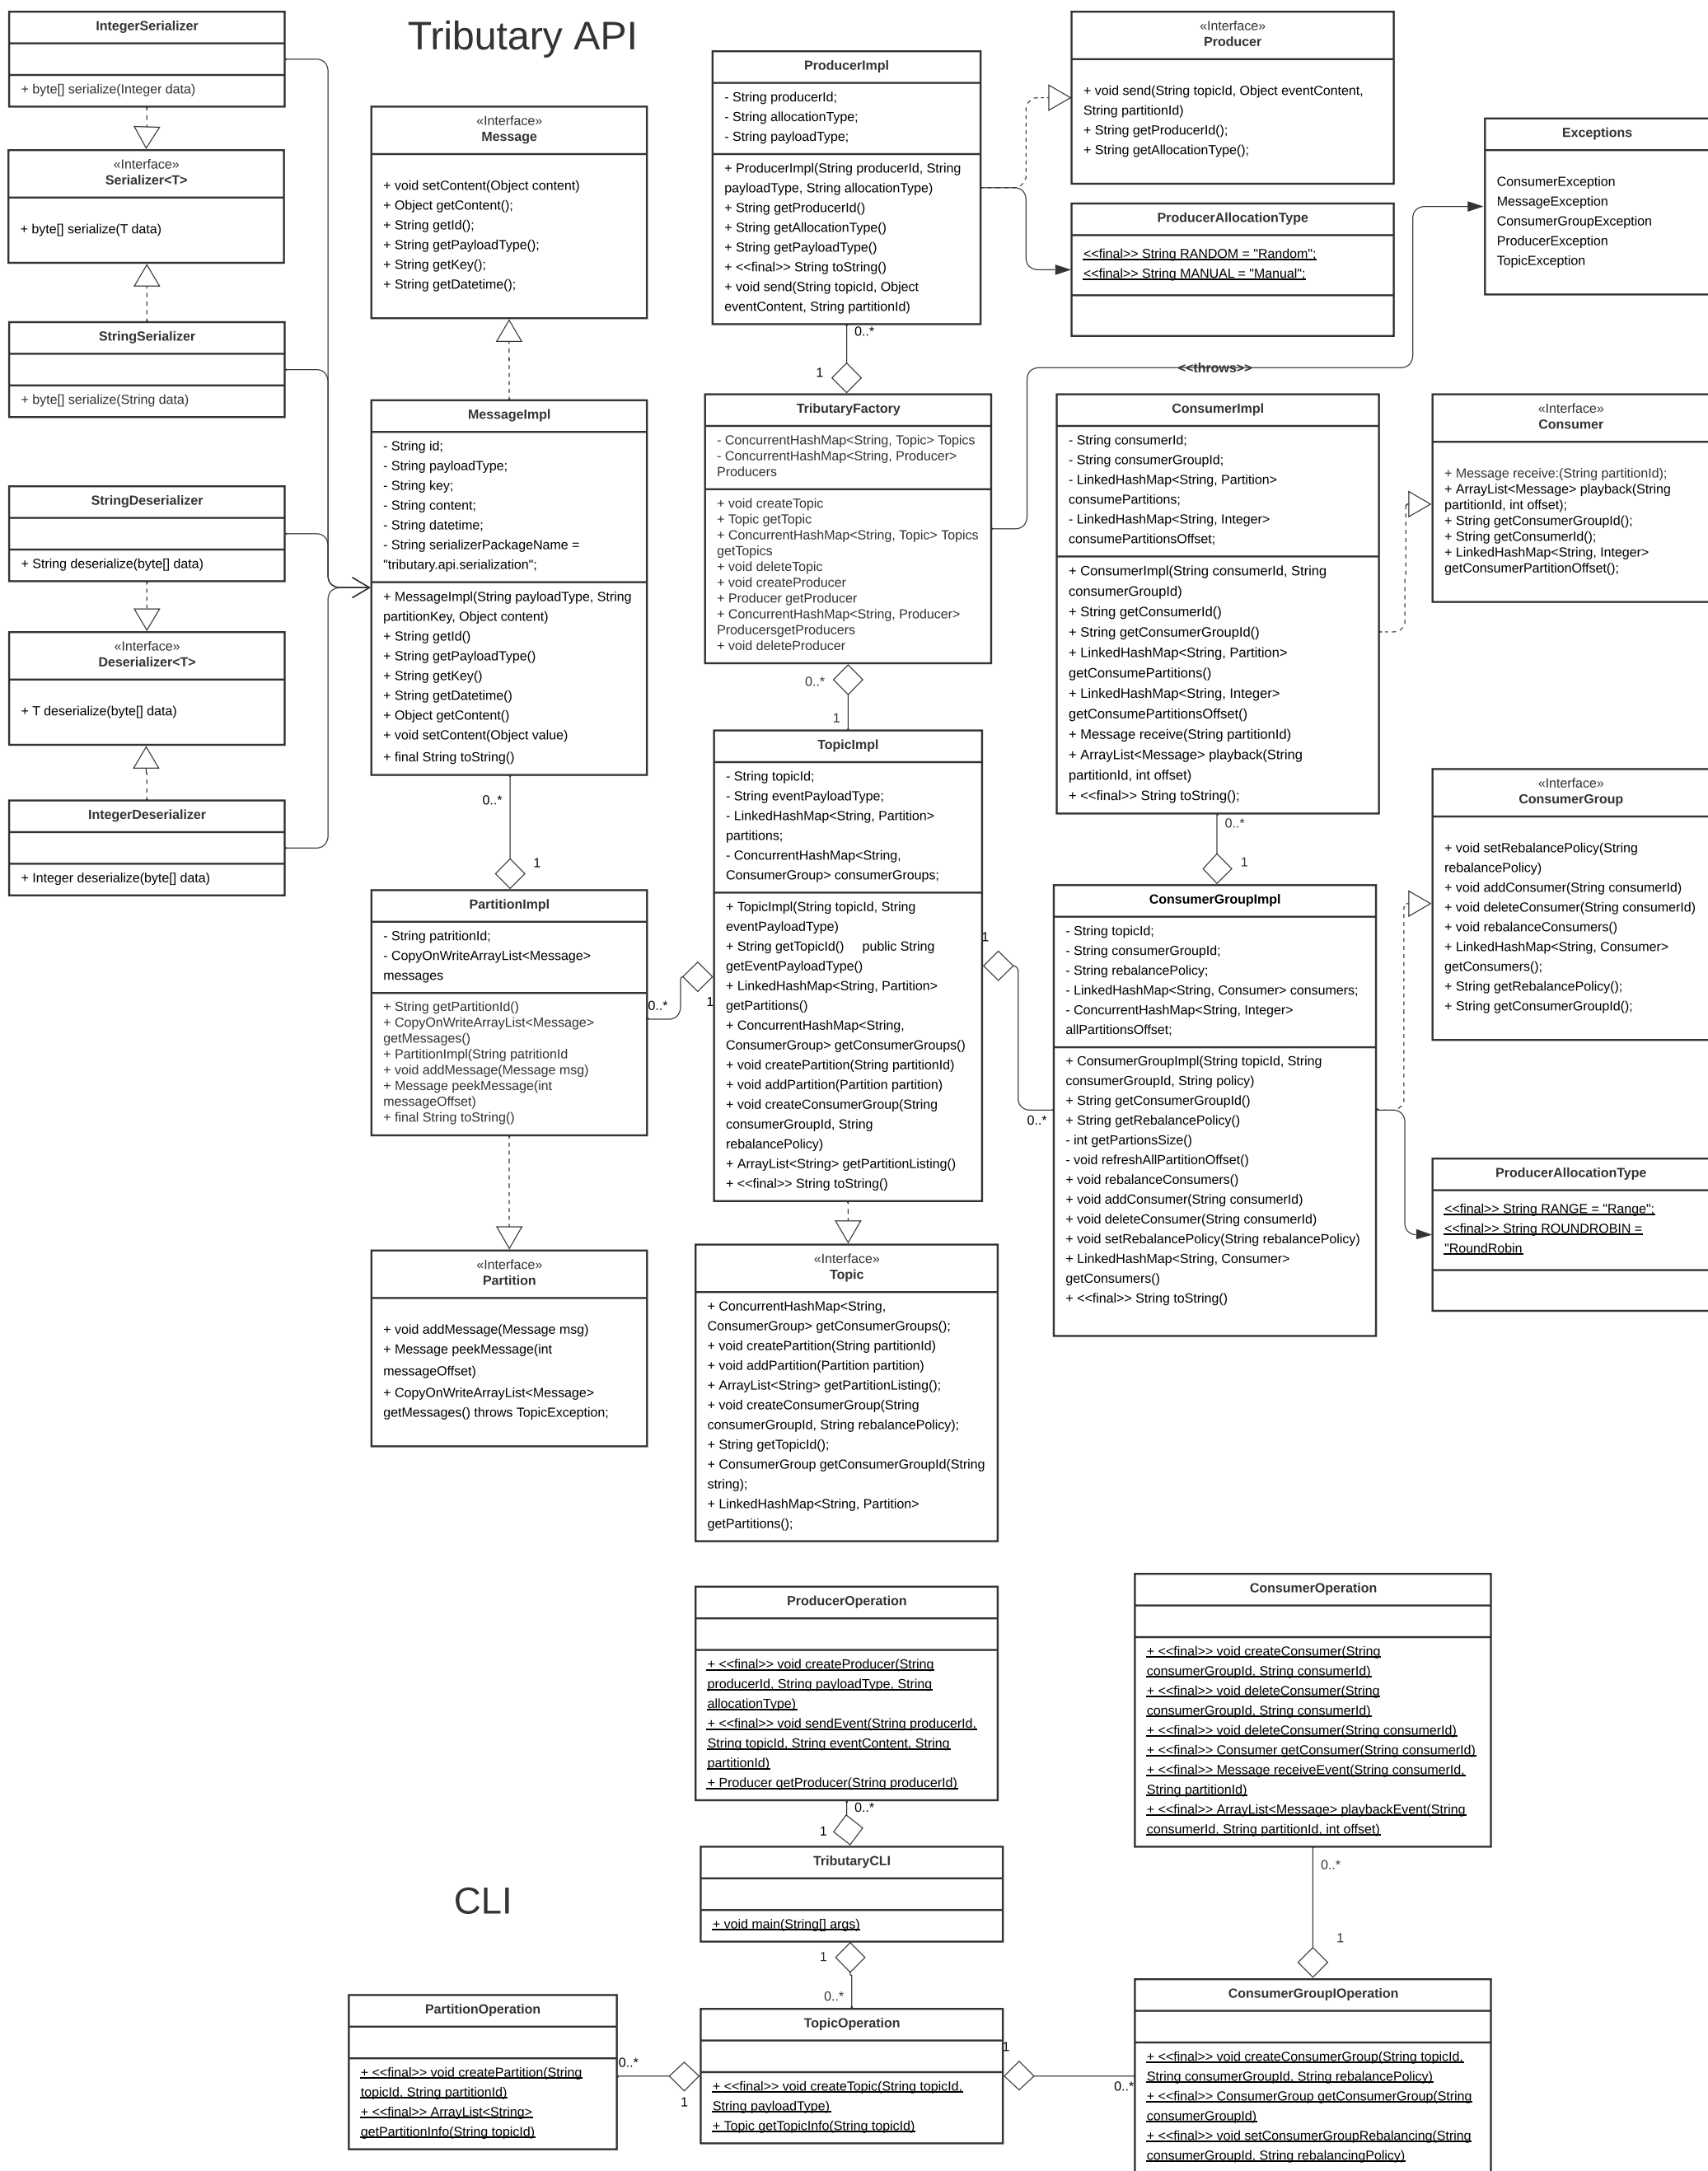 Tributary API
IntegerSerializer
+ byte[] serialize(Integer data)
«Interface»
Serializer<T>
+ byte[] serialize(T data)
StringSerializer
+ byte[] serialize(String data)
StringDeserializer
+ String deserialize(byte[] data)
«Interface»
Deserializer<T>
+ T deserialize(byte[] data)
IntegerDeserializer
+ Integer deserialize(byte[] data)
«Interface»
Message
+ void setContent(Object content)
+ Object getContent();
+ String getId();
+ String getPayloadType();
+ String getKey();
+ String getDatetime();
MessageImpl
- String id;
- String payloadType;
- String key;
- String content;
- String datetime;
- String serializerPackageName =
"tributary.api.serialization";
+ MessageImpl(String payloadType, String
partitionKey, Object content)
+ String getId()
+ String getPayloadType()
+ String getKey()
+ String getDatetime()
+ Object getContent()
+ void setContent(Object value)
+ final String toString()
0..*
1
PartitionImpl
- String patritionId;
- CopyOnWriteArrayList<Message>
messages
+ String getPartitionId()
+ CopyOnWriteArrayList<Message>
getMessages()
+ PartitionImpl(String patritionId
+ void addMessage(Message msg)
+ Message peekMessage(int
messageOffset)
+ final String toString()
0..*
1
«Interface»
Partition
+ void addMessage(Message msg)
+ Message peekMessage(int
messageOffset)
+ CopyOnWriteArrayList<Message>
getMessages() throws TopicException;
ProducerImpl
- String producerId;
- String allocationType;
- String payloadType;
+ ProducerImpl(String producerId, String
payloadType, String allocationType)
+ String getProducerId()
+ String getAllocationType()
+ String getPayloadType()
+ <<final>> String toString()
+ void send(String topicId, Object
eventContent, String partitionId)
0..*
1
TributaryFactory
- ConcurrentHashMap<String, Topic> Topics
- ConcurrentHashMap<String, Producer>
Producers
+ void createTopic
+ Topic getTopic
+ ConcurrentHashMap<String, Topic> Topics
getTopics
+ void deleteTopic
+ void createProducer
+ Producer getProducer
+ ConcurrentHashMap<String, Producer>
ProducersgetProducers
+ void deleteProducer
0..*
1
TopicImpl
- String topicId;
- String eventPayloadType;
- LinkedHashMap<String, Partition>
partitions;
- ConcurrentHashMap<String,
ConsumerGroup> consumerGroups;
+ TopicImpl(String topicId, String
eventPayloadType)
+ String getTopicId()     public String
getEventPayloadType()
+ LinkedHashMap<String, Partition>
getPartitions()
+ ConcurrentHashMap<String,
ConsumerGroup> getConsumerGroups()
+ void createPartition(String partitionId)
+ void addPartition(Partition partition)
+ void createConsumerGroup(String
consumerGroupId, String
rebalancePolicy)
+ ArrayList<String> getPartitionListing()
+ <<final>> String toString()
1
0..*
«Interface»
Topic
+ ConcurrentHashMap<String,
ConsumerGroup> getConsumerGroups();
+ void createPartition(String partitionId)
+ void addPartition(Partition partition)
+ ArrayList<String> getPartitionListing();
+ void createConsumerGroup(String
consumerGroupId, String rebalancePolicy);
+ String getTopicId();
+ ConsumerGroup getConsumerGroupId(String
string);
+ LinkedHashMap<String, Partition>
getPartitions();
«Interface»
Producer
+ void send(String topicId, Object eventContent,
String partitionId)
+ String getProducerId();
+ String getAllocationType();
ProducerAllocationType
<<final>> String RANDOM = "Random";
<<final>> String MANUAL = "Manual";
Exceptions
ConsumerException
MessageException
ConsumerGroupException
ProducerException
TopicException
<<throws>>
ConsumerImpl
- String consumerId;
- String consumerGroupId;
- LinkedHashMap<String, Partition>
consumePartitions;
- LinkedHashMap<String, Integer>
consumePartitionsOffset;
+ ConsumerImpl(String consumerId, String
consumerGroupId)
+ String getConsumerId()
+ String getConsumerGroupId()
+ LinkedHashMap<String, Partition>
getConsumePartitions()
+ LinkedHashMap<String, Integer>
getConsumePartitionsOffset()
+ Message receive(String partitionId)
+ ArrayList<Message> playback(String
partitionId, int offset)
+ <<final>> String toString();
0..*
1
«Interface»
Consumer
+ Message receive:(String partitionId);
+ ArrayList<Message> playback(String
partitionId, int offset);
+ String getConsumerGroupId();
+ String getConsumerId();
+ LinkedHashMap<String, Integer>
getConsumerPartitionOffset();
ConsumerGroupImpl
- String topicId;
- String consumerGroupId;
- String rebalancePolicy;
- LinkedHashMap<String, Consumer> consumers;
- ConcurrentHashMap<String, Integer>
allPartitionsOffset;
+ ConsumerGroupImpl(String topicId, String
consumerGroupId, String policy)
+ String getConsumerGroupId()
+ String getRebalancePolicy()
- int getPartionsSize()
- void refreshAllPartitionOffset()
+ void rebalanceConsumers()
+ void addConsumer(String consumerId)
+ void deleteConsumer(String consumerId)
+ void setRebalancePolicy(String rebalancePolicy)
+ LinkedHashMap<String, Consumer>
getConsumers()
+ <<final>> String toString()
«Interface»
ConsumerGroup
+ void setRebalancePolicy(String
rebalancePolicy)
+ void addConsumer(String consumerId)
+ void deleteConsumer(String consumerId)
+ void rebalanceConsumers()
+ LinkedHashMap<String, Consumer>
getConsumers();
+ String getRebalancePolicy();
+ String getConsumerGroupId();
ProducerAllocationType
<<final>> String RANGE = "Range";
<<final>> String ROUNDROBIN =
"RoundRobin
CLI
ProducerOperation
+ <<final>> void createProducer(String
producerId, String payloadType, String
allocationType)
+ <<final>> void sendEvent(String producerId,
String topicId, String eventContent, String
partitionId)
+ Producer getProducer(String producerId)
0..*
1
TributaryCLI
+ void main(String[] args)
1
0..*
PartitionOperation
+ <<final>> void createPartition(String
topicId, String partitionId)
+ <<final>> ArrayList<String>
getPartitionInfo(String topicId)
0..*
1
TopicOperation
+ <<final>> void createTopic(String topicId,
String payloadType)
+ Topic getTopicInfo(String topicId)
1
0..*
ConsumerOperation
+ <<final>> void createConsumer(String
consumerGroupId, String consumerId)
+ <<final>> void deleteConsumer(String
consumerGroupId, String consumerId)
+ <<final>> void deleteConsumer(String consumerId)
+ <<final>> Consumer getConsumer(String consumerId)
+ <<final>> Message receiveEvent(String consumerId,
String partitionId)
+ <<final>> ArrayList<Message> playbackEvent(String
consumerId, String partitionId, int offset)
0..*
1
ConsumerGroupIOperation
+ <<final>> void createConsumerGroup(String topicId,
String consumerGroupId, String rebalancePolicy)
+ <<final>> ConsumerGroup getConsumerGroup(String
consumerGroupId)
+ <<final>> void setConsumerGroupRebalancing(String
consumerGroupId, String rebalancingPolicy)